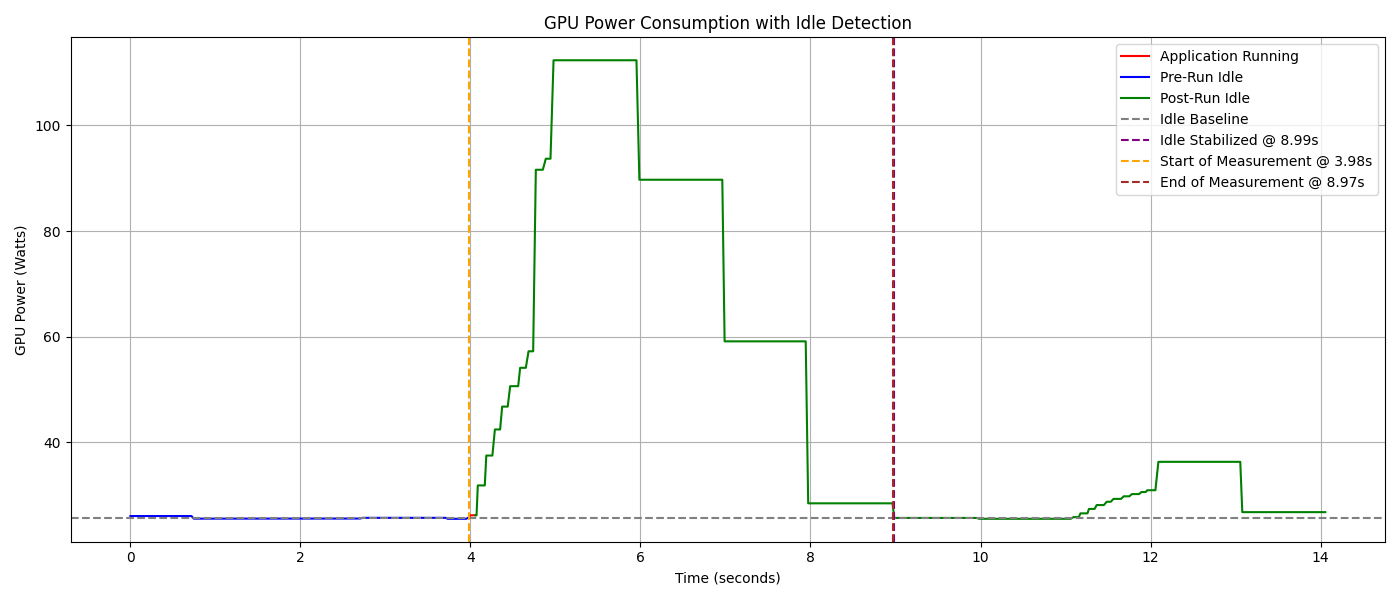 GPU Power Consumption with Idle Detection
GPU Power (Watts)
100
80
60
40
0
2
4
6
8
10
12
14
Time (seconds)
Application Running
Pre-Run Idle
Post-Run Idle
Idle Baseline
Idle Stabilized @ 8.99s
Start of Measurement @ 3.98s
End of Measurement @ 8.97s